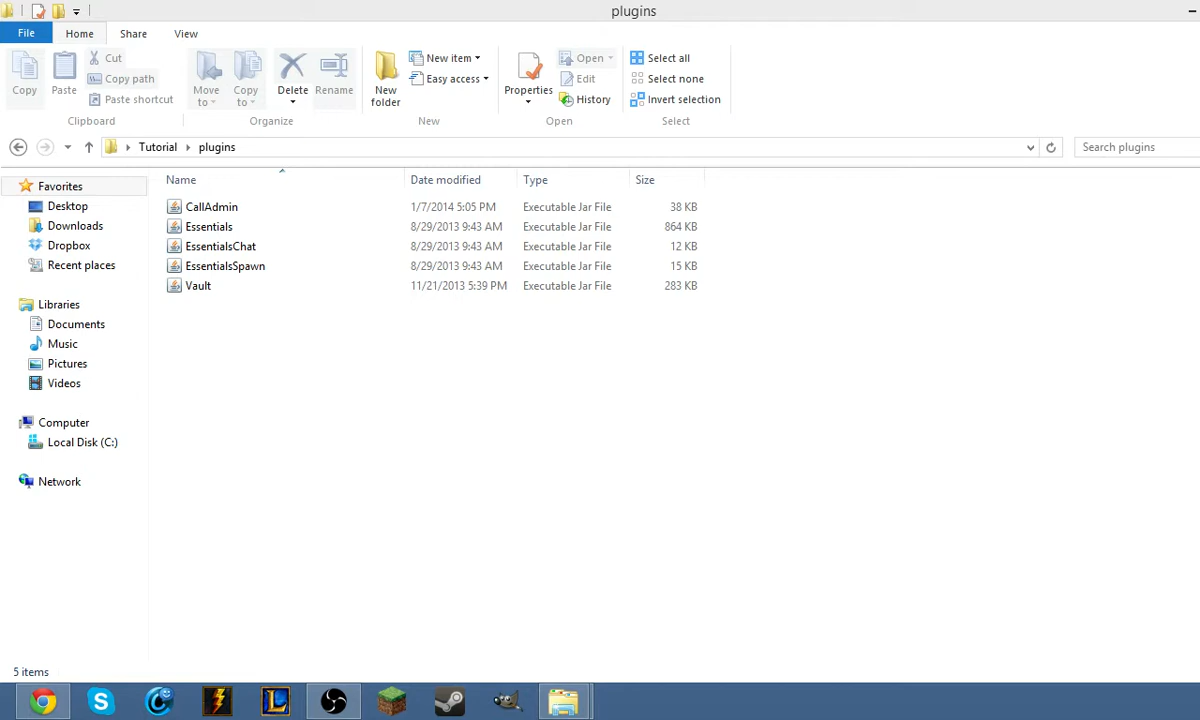 plugins
File Home Share View
Copy
Paste
Cut
Copy path
Paste shortcut
Clipboard
Move to
Copy to
Delete
Rename
Organize
New folder
New item
Easy access
New
Properties
Open
Edit
History
Open
Select all
Select none
Invert selection
Select
Tutorial plugins
Search plugins
Name Date modified Type Size
CallAdmin 1/7/2014 5:05 PM Executable Jar File 38 KB
Essentials 8/29/2013 9:43 AM Executable Jar File 864 KB
EssentialsChat 8/29/2013 9:43 AM Executable Jar File 12 KB
EssentialsSpawn 8/29/2013 9:43 AM Executable Jar File 15 KB
Vault 11/21/2013 5:39 PM Executable Jar File 283 KB
Favorites
Desktop
Downloads
Dropbox
Recent places
Libraries
Documents
Music
Pictures
Videos
Computer
Local Disk (C:)
Network
5 items